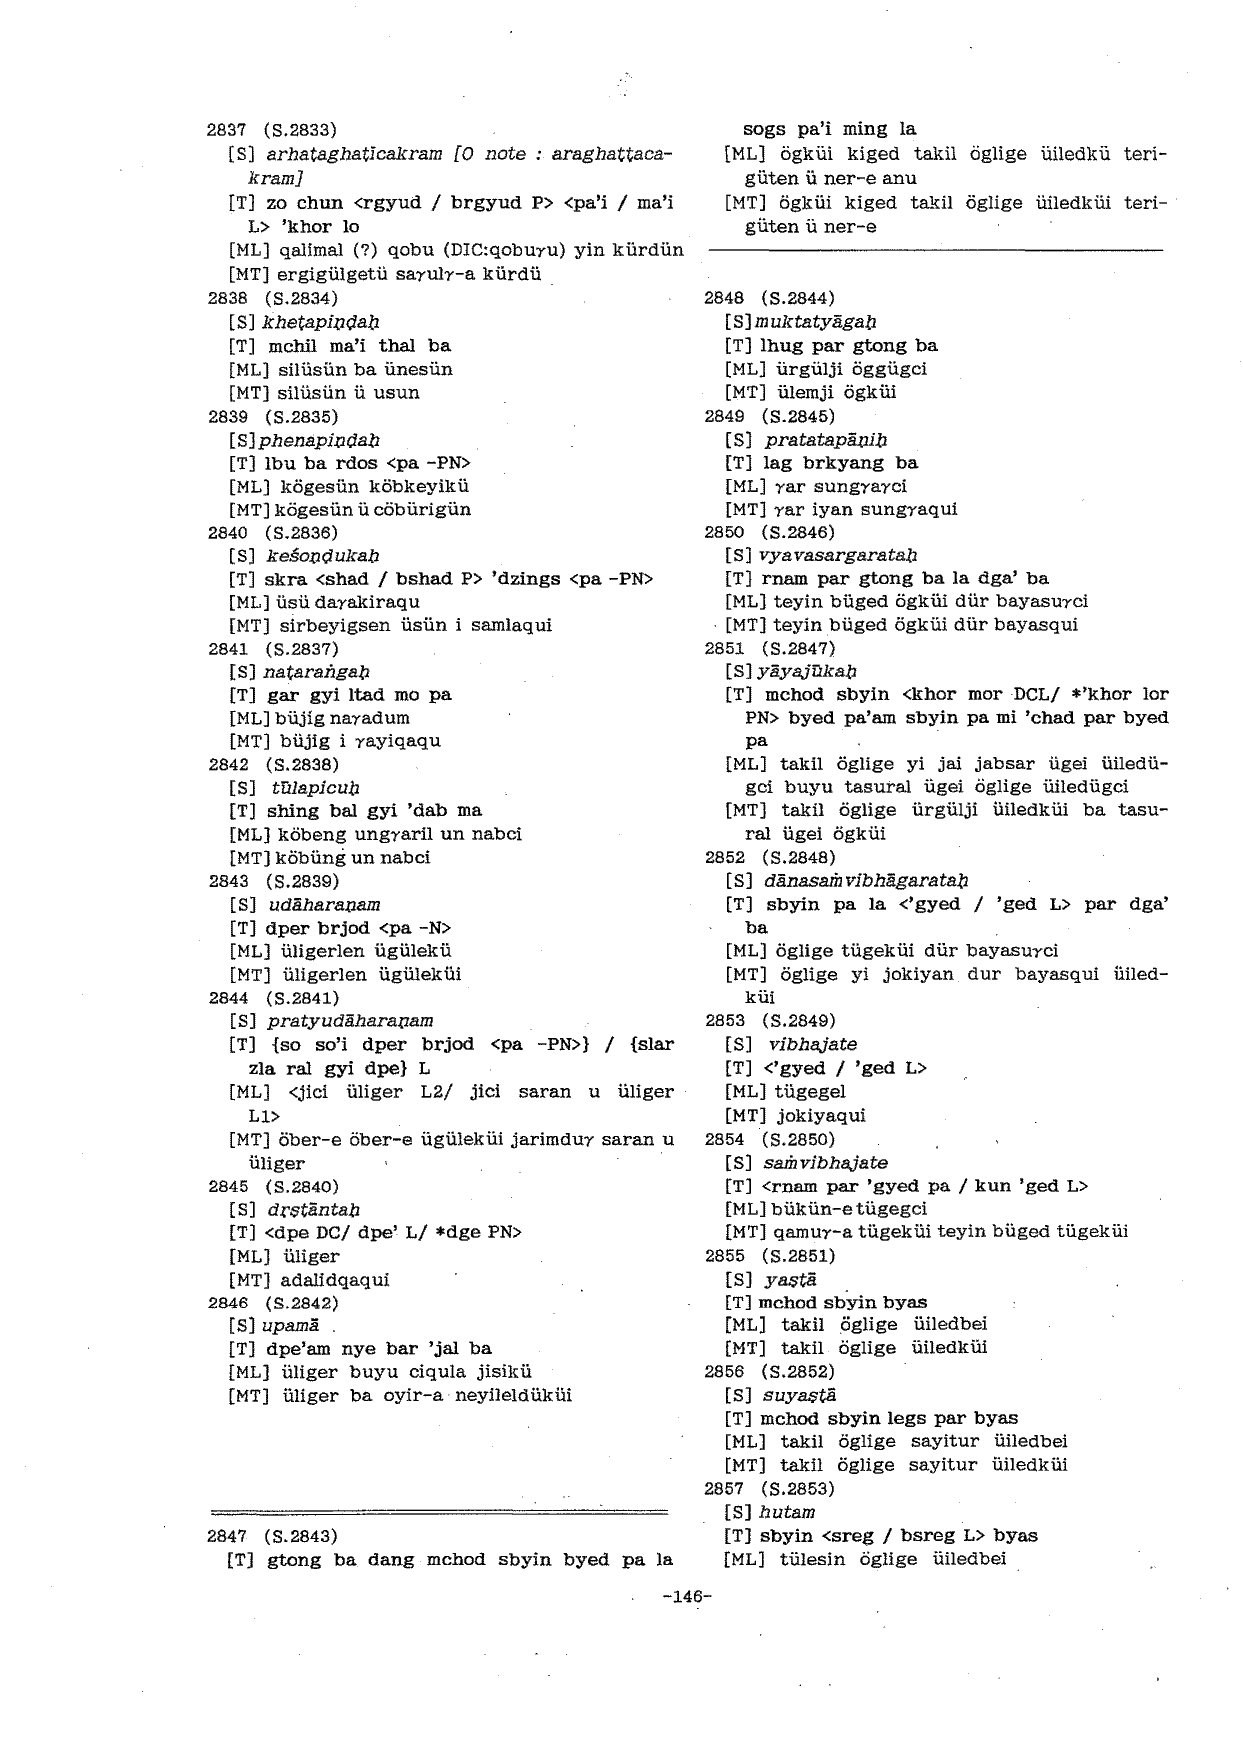 2837 (S.2833)
[S] arhaṭaghaṭīcakram [O note : araghaṭṭaca-
kram]
[T] zo chun <rgyud / brgyud P> <pa'i / ma'i
L> 'khor lo
[ML] qalimal (?) qobu (DIC:qobuγu) yin kürdün
[MT] ergigülgetü saγulγ-a kürdü
2838 (S.2834)
[S] kheṭapiṇḍaḥ
[T] mchil ma'i thal ba
[ML] silüsün ba ünesün
[MT] silüsün ü usun
2839 (S.2835)
[S] phenapiṇḍaḥ
[T] lbu ba rdos <pa -PN>
[ML] kögesün köbkeyikü
[MT] kögesün ü cöbürigün
2840 (S.2836)
[S] keśoṇḍukaḥ
[T] skra <shad / bshad P> 'dzings <pa -PN>
[ML] üsü daγakiraqu
[MT] sirbeyigsen üsün i samlaqui
2841 (S.2837)
[S] naṭaraṅgaḥ
[T] gar gyi ltad mo pa
[ML] büjig naγadum
[MT] büjig i γayiqaqu
2842 (S.2838)
[S] tūlapicuḥ
[T] shing bal gyi 'dab ma
[ML] köbeng ungγaril un nabci
[MT] köbüng un nabci
2843 (S.2839)
[S] udāharaṇam
[T] dper brjod <pa -N>
[ML] üligerlen ügülekü
[MT] üligerlen ügüleküi
2844 (S.2841)
[S] pratyudāharaṇam
[T] {so so'i dper brjod <pa -PN>} / {slar
zla ral gyi dpe} L
[ML] <jici üliger L2/ jici saran u üliger
L1>
[MT] öber-e öber-e ügüleküi jarimduγ saran u
üliger
2845 (S.2840)
[S] dṛṣṭāntaḥ
[T] <dpe DC/ dpe' L/ *dge PN>
[ML] üliger
[MT] adalidqaqui
2846 (S.2842)
[S] upamā
[T] dpe'am nye bar 'jal ba
[ML] üliger buyu ciqula jisikü
[MT] üliger ba oyir-a neyileldüküi
2847 (S.2843)
[T] gtong ba dang mchod sbyin byed pa la
sogs pa'i ming la
[ML] ögküi kiged takil öglige üiledkü teri-
güten ü ner-e anu
[MT] ögküi kiged takil öglige üiledküi teri-
güten ü ner-e
2848 (S.2844)
[S] muktatyāgaḥ
[T] lhug par gtong ba
[ML] ürgülji öggügci
[MT] ülemji ögküi
2849 (S.2845)
[S] pratatapāṇiḥ
[T] lag brkyang ba
[ML] γar sungγaγci
[MT] γar iyan sungγaqui
2850 (S.2846)
[S] vyavasargarataḥ
[T] rnam par gtong ba la dga' ba
[ML] teyin büged ögküi dür bayasuγci
[MT] teyin büged ögküi dür bayasqui
2851 (S.2847)
[S] yāyajūkaḥ
[T] mchod sbyin <khor mor DCL/ *'khor lor
PN> byed pa'am sbyin pa mi 'chad par byed
pa
[ML] takil öglige yi jai jabsar ügei üiledü-
gci buyu tasural ügei öglige üiledügci
[MT] takil öglige ürgülji üiledküi ba tasu-
ral ügei ögküi
2852 (S.2848)
[S] dānasaṁvibhāgarataḥ
[T] sbyin pa la <'gyed / 'ged L> par dga'
ba
[ML] öglige tügeküi dür bayasuγci
[MT] öglige yi jokiyan dur bayasqui üiled-
küi
2853 (S.2849)
[S] vibhajate
[T] <'gyed / 'ged L>
[ML] tügegel
[MT] jokiyaqui
2854 (S.2850)
[S] saṁvibhajate
[T] <rnam par 'gyed pa / kun 'ged L>
[ML] bükün-e tügegci
[MT] qamuγ-a tügeküi teyin büged tügeküi
2855 (S.2851)
[S] yaṣṭā
[T] mchod sbyin byas
[ML] takil öglige üiledbei
[MT] takil öglige üiledküi
2856 (S.2852)
[S] suyaṣṭā
[T] mchod sbyin legs par byas
[ML] takil öglige sayitur üiledbei
[MT] takil öglige sayitur üiledküi
2857 (S.2853)
[S] hutam
[T] sbyin <sreg / bsreg L> byas
[ML] tülesin öglige üiledbei
-146-